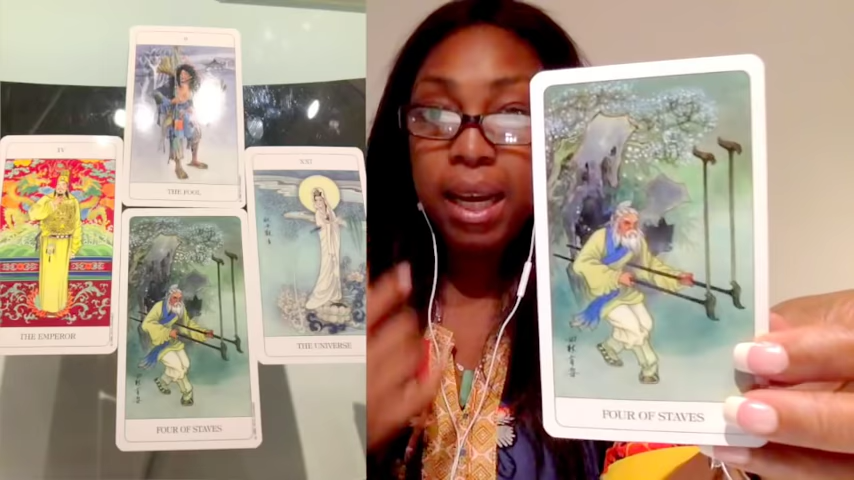 THE FOOL
IV
THE EMPEROR
XXI
THE UNIVERSE
FOUR OF STAVES
FOUR OF STAVES